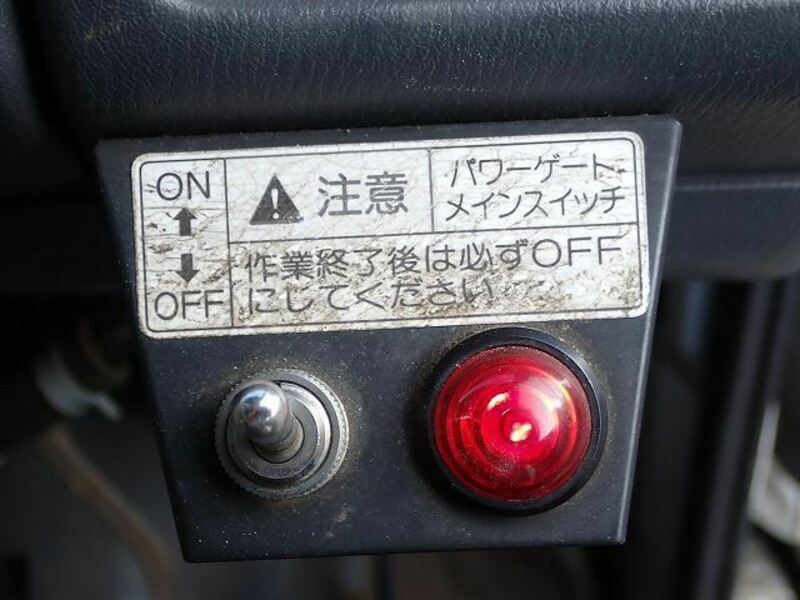 ON
↑
↓
OFF
注意
パワーゲート
メインスイッチ
作業終了後は必ずOFF
にしてください